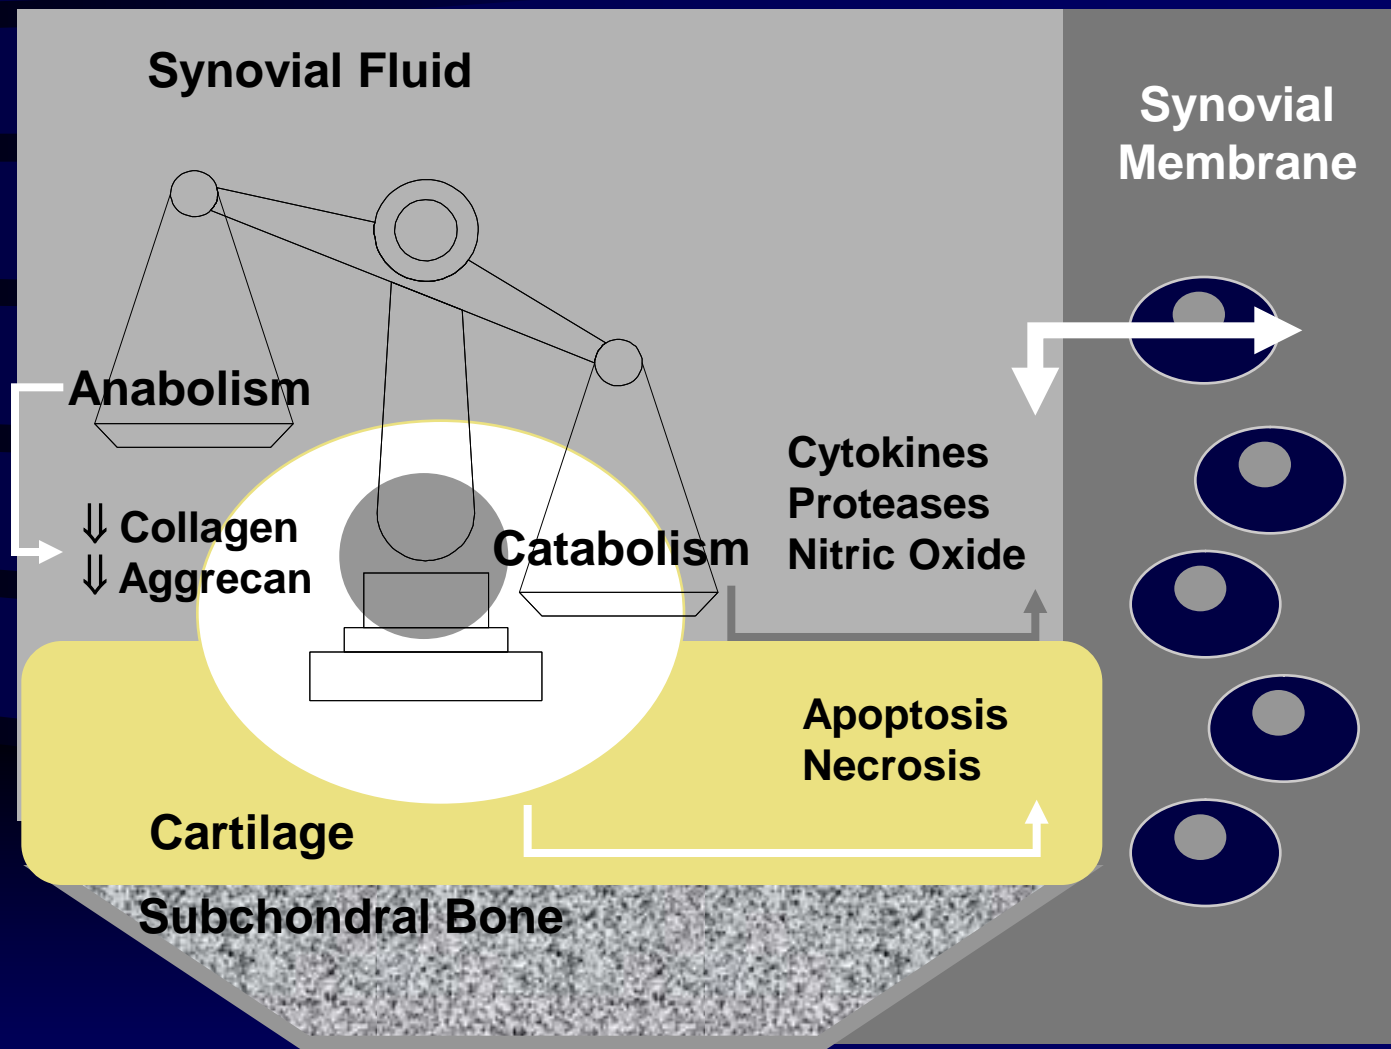 Synovial Fluid
Synovial
Membrane
Anabolism
⇓ Collagen
⇓ Aggrecan
Catabolism
Cytokines
Proteases
Nitric Oxide
Apoptosis
Necrosis
Cartilage
Subchondral Bone